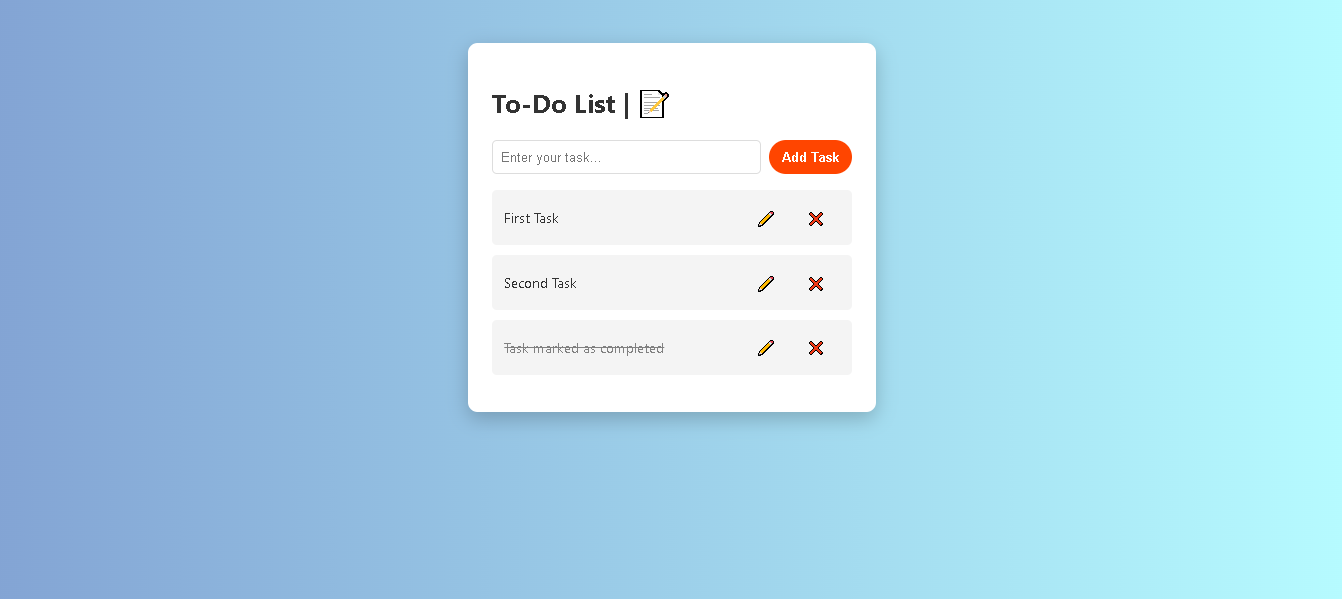 To-Do List | 📝
Enter your task...
Add Task
First Task
Second Task
Task marked as completed